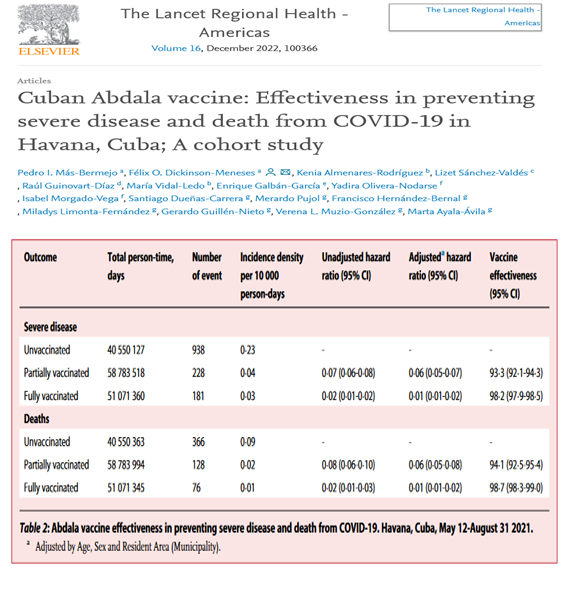 The Lancet Regional Health -
Americas
Volume 16, December 2022, 100366
The Lancet Regional Health -
Americas
ELSEVIER
Articles
Cuban Abdala vaccine: Effectiveness in preventing
severe disease and death from COVID-19 in
Havana, Cuba; A cohort study
Pedro I. Más-Bermejo a, Félix O. Dickinson-Meneses a, Kenia Almenares-Rodríguez b, Lizet Sánchez-Valdés c
, Raúl Guinovart-Díaz d, María Vidal-Ledo b, Enrique Galbán-García e, Yadira Olivera-Nodarse f
, Isabel Morgado-Vega f, Santiago Dueñas-Carrera g, Merardo Pujol g, Francisco Hernández-Bernal g
, Miladys Limonta-Fernández g, Gerardo Guillén-Nieto g, Verena L. Muzio-González g, Marta Ayala-Ávila g
Outcome Total person-time, Number Incidence density Unadjusted hazard Adjusted a hazard Vaccine
days of event per 10 000 ratio (95% CI) ratio (95% CI) effectiveness
person-days (95% CI)
Severe disease
Unvaccinated 40 550 127 938 0·23 - - -
Partially vaccinated 58 783 518 228 0·04 0·07 (0·06-0·08) 0·06 (0·05-0·07) 93·3 (92·1-94·3)
Fully vaccinated 51 071 360 181 0·03 0·02 (0·01-0·02) 0·01 (0·01-0·02) 98·2 (97·9-98·5)
Deaths
Unvaccinated 40 550 363 366 0·09 - - -
Partially vaccinated 58 783 994 128 0·02 0·08 (0·06-0·10) 0·06 (0·05-0·08) 94·1 (92·5-95·4)
Fully vaccinated 51 071 345 76 0·01 0·02 (0·01-0·03) 0·01 (0·01-0·02) 98·7 (98·3-99·0)
Table 2: Abdala vaccine effectiveness in preventing severe disease and death from COVID-19. Havana, Cuba, May 12-August 31 2021.
a Adjusted by Age, Sex and Resident Area (Municipality).